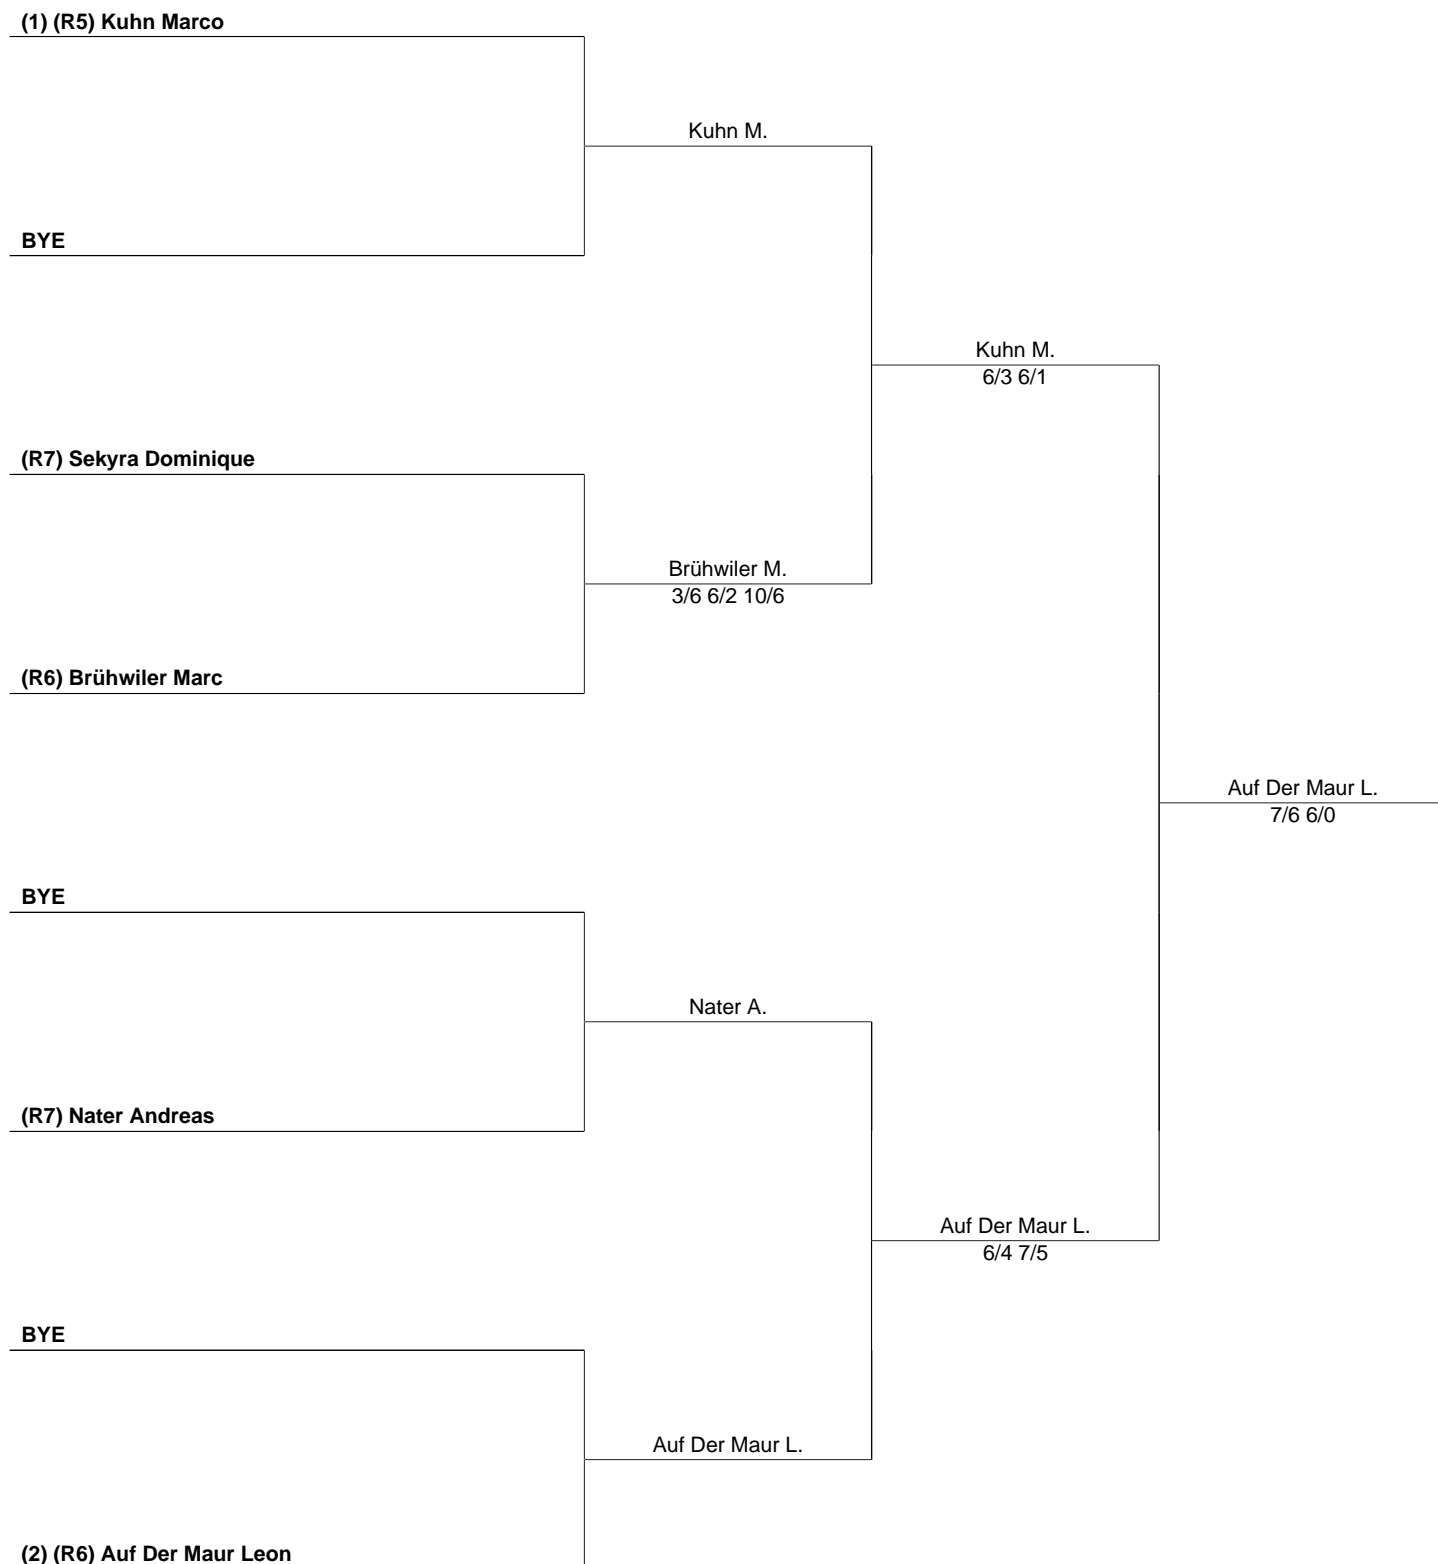 (1) (R5) Kuhn Marco
Kuhn M.
BYE
Kuhn M.
6/3 6/1
(R7) Sekyra Dominique
Brühwiler M.
3/6 6/2 10/6
(R6) Brühwiler Marc
Auf Der Maur L.
7/6 6/0
BYE
Nater A.
(R7) Nater Andreas
Auf Der Maur L.
6/4 7/5
BYE
Auf Der Maur L.
(2) (R6) Auf Der Maur Leon